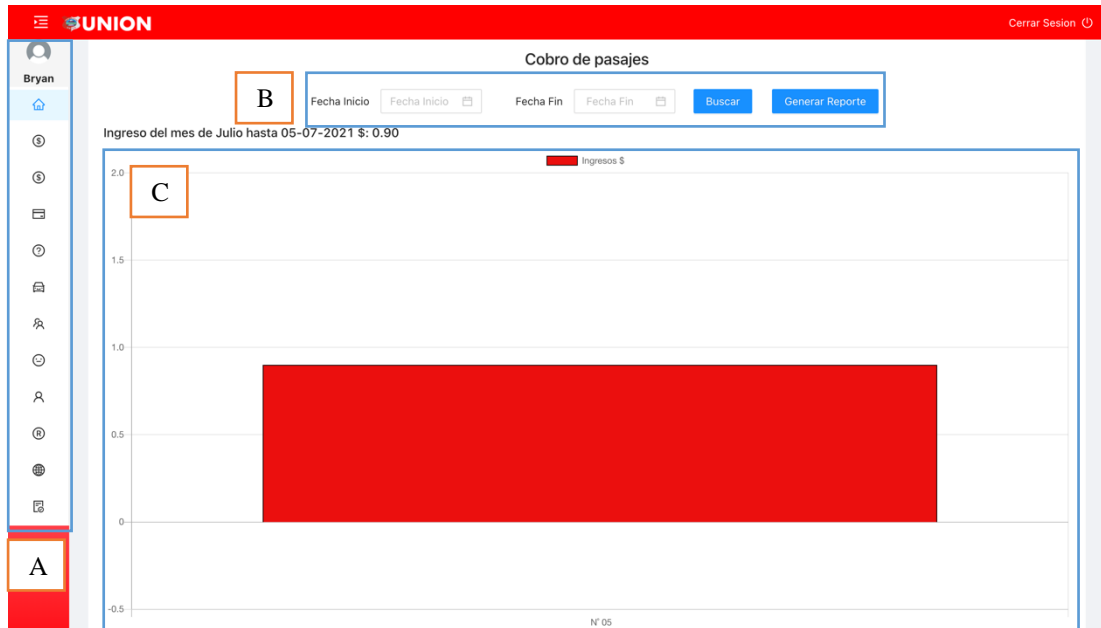 UNION
Cerrar Sesion
Bryan
Cobro de pasajes
B
Fecha Inicio Fecha Inicio Fecha Fin Fecha Fin Buscar Generar Reporte
Ingreso del mes de Julio hasta 05-07-2021 $: 0.90
Ingresos $
C
2.0
1.5
1.0
0.5
0
-0.5
N° 05
A